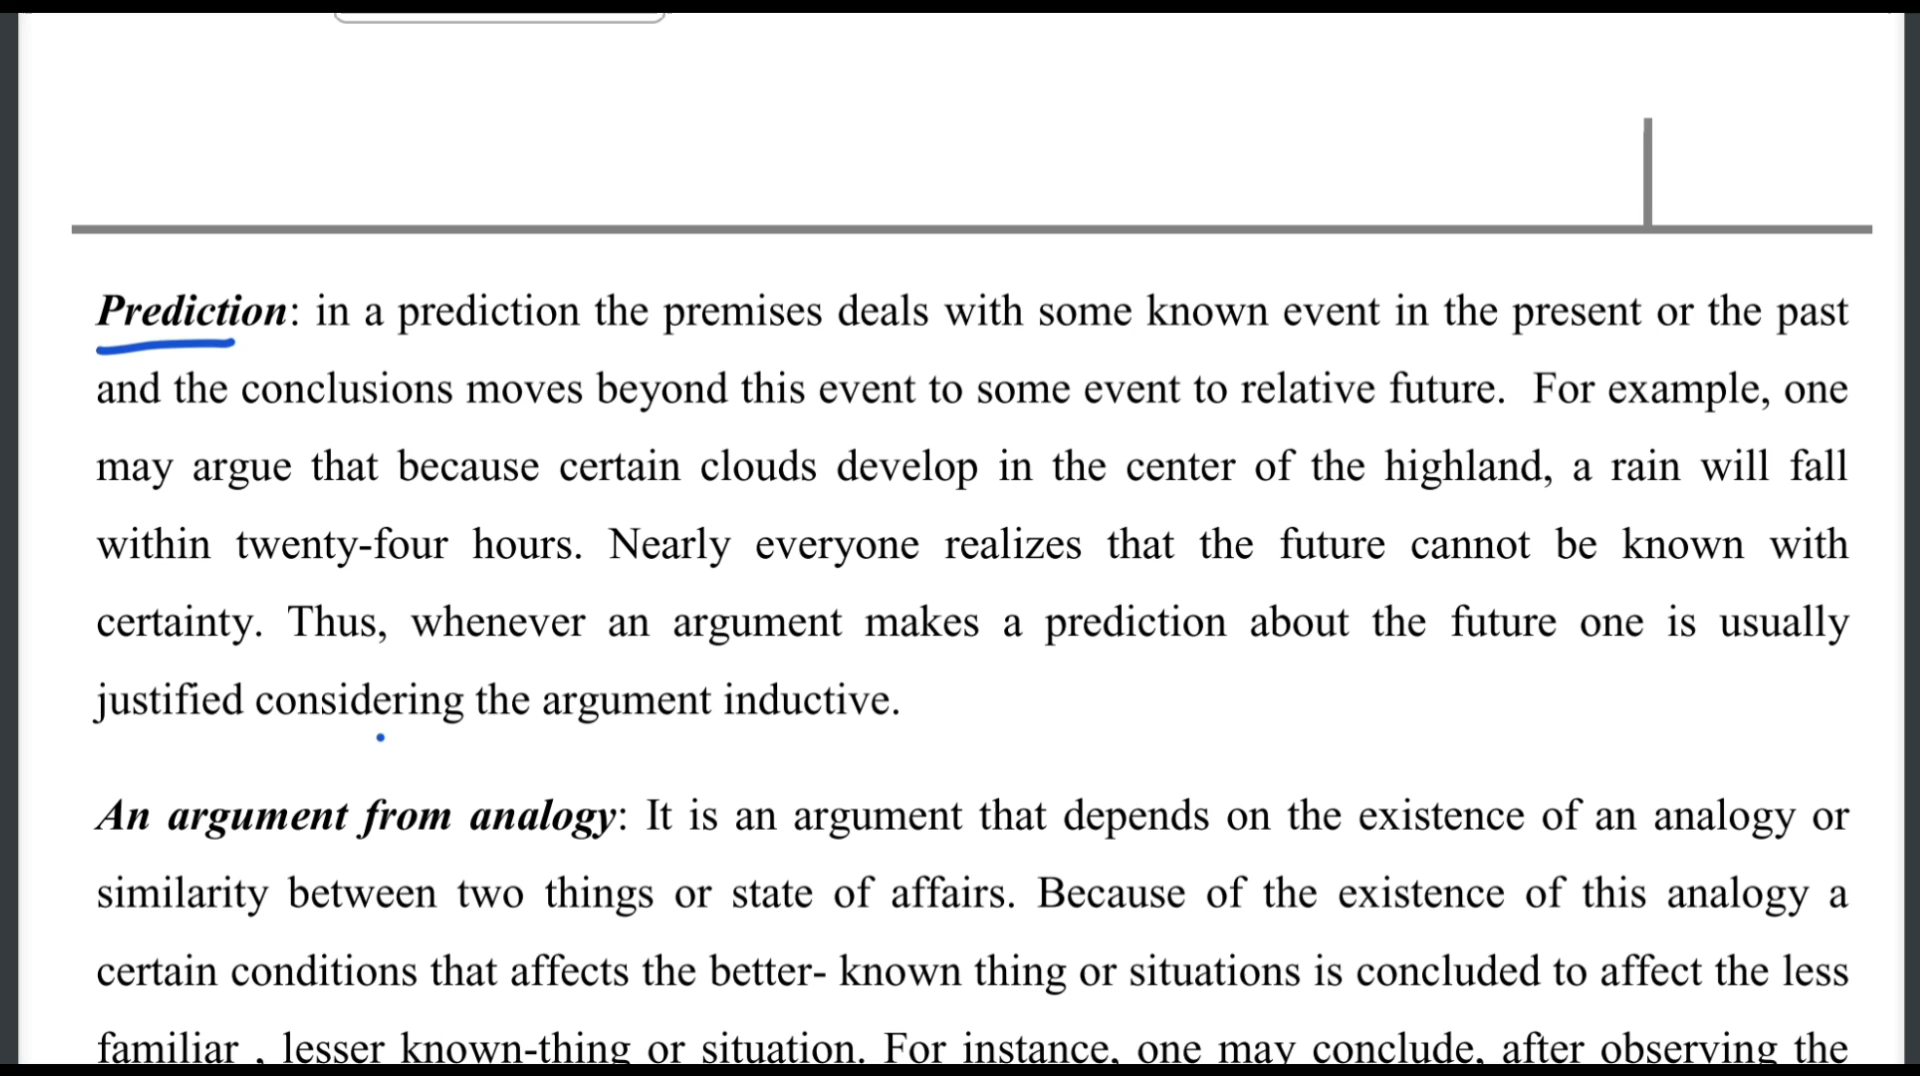 Prediction: in a prediction the premises deals with some known event in the present or the past
and the conclusions moves beyond this event to some event to relative future.  For example, one
may argue that because certain clouds develop in the center of the highland, a rain will fall
within twenty-four hours. Nearly everyone realizes that the future cannot be known with
certainty. Thus, whenever an argument makes a prediction about the future one is usually
justified considering the argument inductive.
An argument from analogy: It is an argument that depends on the existence of an analogy or
similarity between two things or state of affairs. Because of the existence of this analogy a
certain conditions that affects the better- known thing or situations is concluded to affect the less
familiar , lesser known-thing or situation. For instance, one may conclude, after observing the